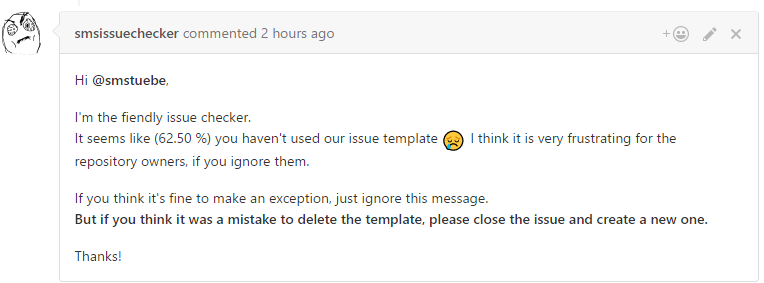 smsissuechecker commented 2 hours ago
Hi @smstuebe,
I'm the fiendly issue checker.
It seems like (62.50 %) you haven't used our issue template 😢 I think it is very frustrating for the
repository owners, if you ignore them.
If you think it's fine to make an exception, just ignore this message.
But if you think it was a mistake to delete the template, please close the issue and create a new one.
Thanks!